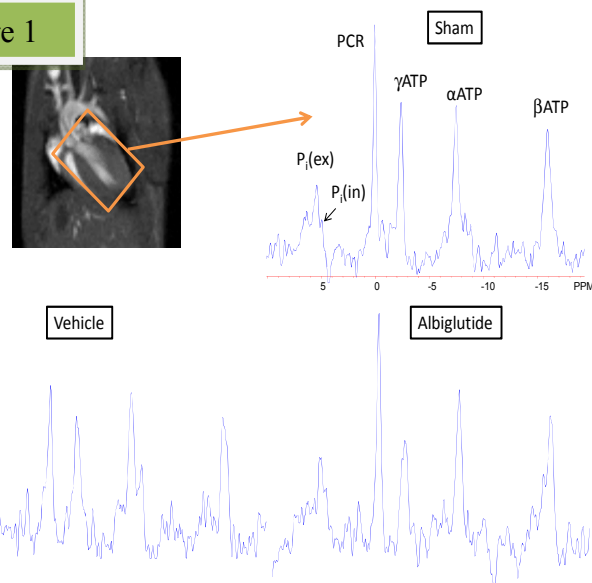 e 1
Sham
PCR
γATP
αATP
βATP
Pi(ex)
Pi(in)
5 0 -5 -10 -15 PPM
Vehicle
Albiglutide